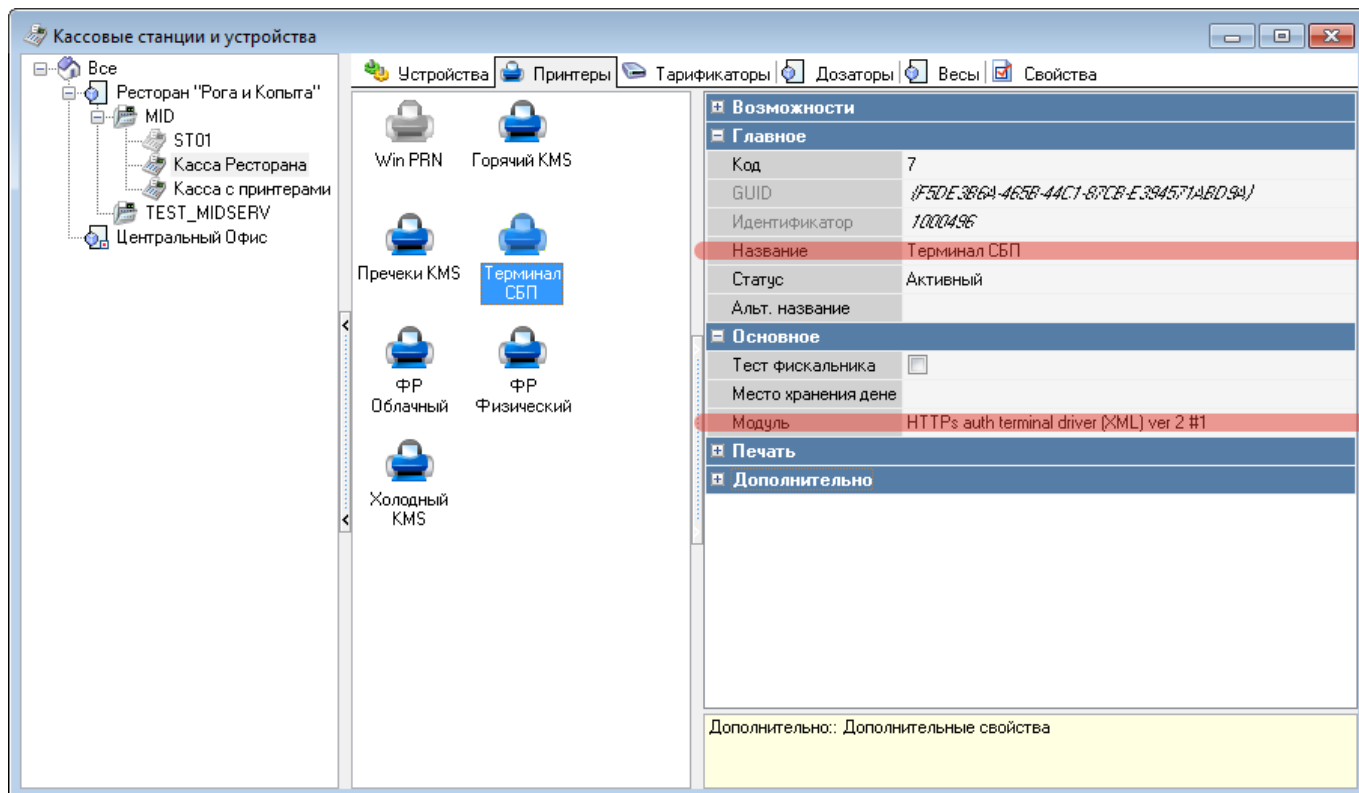 Кассовые станции и устройства
Все
Ресторан "Рога и Копыта"
MID
ST01
Касса Ресторана
Касса с принтерами
TEST_MIDSERV
Центральный Офис
Устройства Принтеры Тарификаторы Дозаторы Весы Свойства
Win PRN Горячий KMS
Пречеки KMS Терминал
СБП
ФР ФР
Облачный Физический
Холодный
KMS
Возможности
Главное
Код 7
GUID {F5DE3B6A-465B-44C1-87CB-E394571ABD9A}
Идентификатор 1000496
Название Терминал СБП
Статус Активный
Альт. название
Основное
Тест фискальника
Место хранения дене
Модуль HTTPs auth terminal driver (XML) ver 2 #1
Печать
Дополнительно
Дополнительно:: Дополнительные свойства